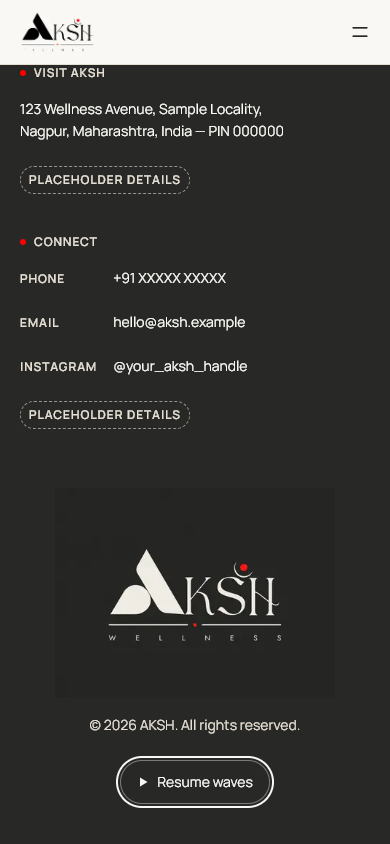 AKSH
WELLNESS
VISIT AKSH
123 Wellness Avenue, Sample Locality,
Nagpur, Maharashtra, India — PIN 000000
PLACEHOLDER DETAILS
CONNECT
PHONE +91 XXXXX XXXXX
EMAIL hello@aksh.example
INSTAGRAM @your_aksh_handle
PLACEHOLDER DETAILS
AKSH
WELLNESS
© 2026 AKSH. All rights reserved.
Resume waves